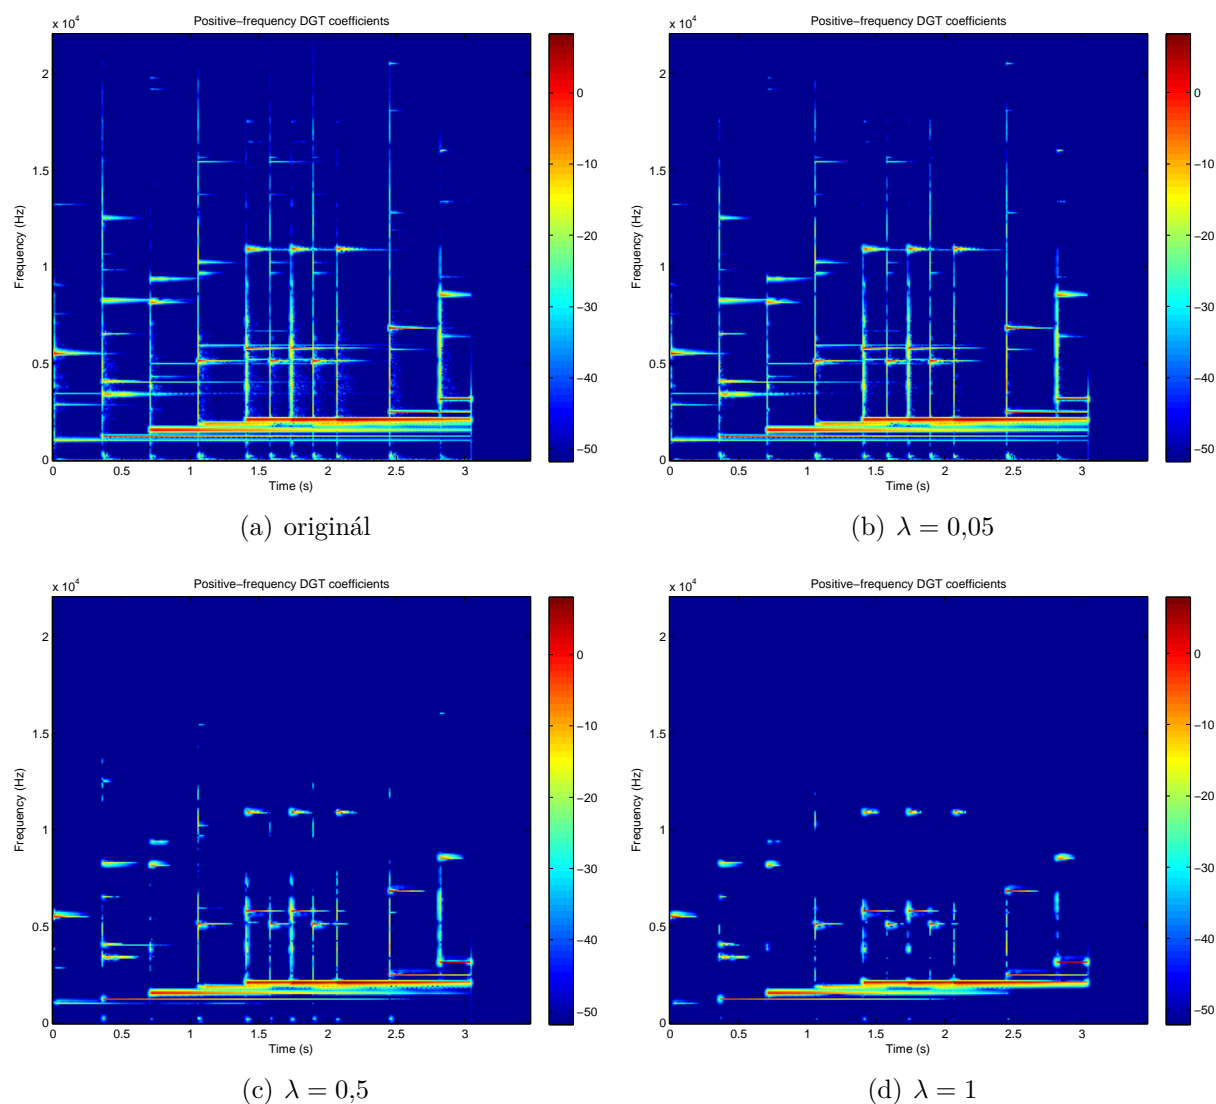 Positive−frequency DGT coefficients
x 10^4
2
1.5
1
0.5
0
Frequency (Hz)
0 0.5 1 1.5 2 2.5 3
Time (s)
0
−10
−20
−30
−40
−50
(a) originál
Positive−frequency DGT coefficients
x 10^4
2
1.5
1
0.5
0
Frequency (Hz)
0 0.5 1 1.5 2 2.5 3
Time (s)
0
−10
−20
−30
−40
−50
(b) λ = 0,05
Positive−frequency DGT coefficients
x 10^4
2
1.5
1
0.5
0
Frequency (Hz)
0 0.5 1 1.5 2 2.5 3
Time (s)
0
−10
−20
−30
−40
−50
(c) λ = 0,5
Positive−frequency DGT coefficients
x 10^4
2
1.5
1
0.5
0
Frequency (Hz)
0 0.5 1 1.5 2 2.5 3
Time (s)
0
−10
−20
−30
−40
−50
(d) λ = 1